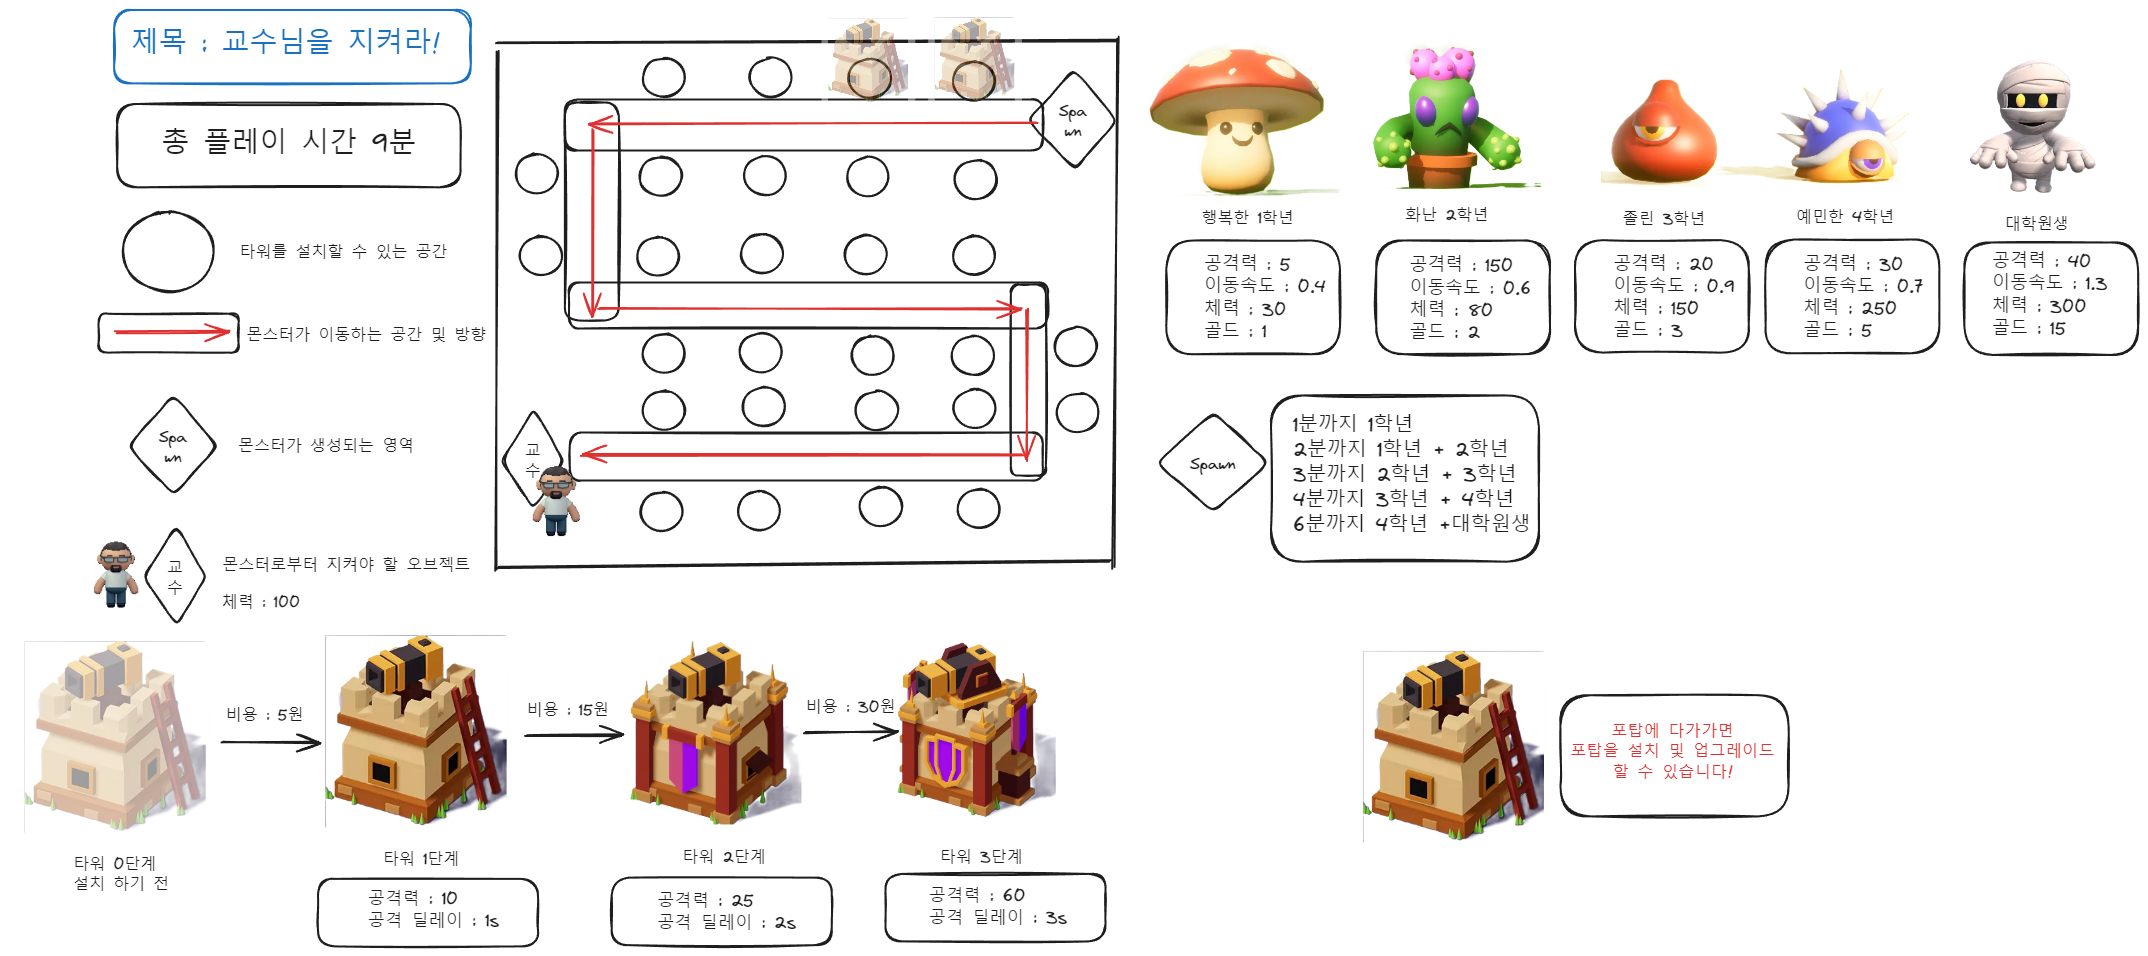 제목 : 교수님을 지켜라!
총 플레이 시간 9분
타워를 설치할 수 있는 공간
몬스터가 이동하는 공간 및 방향
Spa
wn
몬스터가 생성되는 영역
교
수
몬스터로부터 지켜야 할 오브젝트
체력 : 100
Spa
wn
교
수
행복한 1학년
공격력 : 5
이동속도 : 0.4
체력 : 30
골드 : 1
화난 2학년
공격력 : 150
이동속도 : 0.6
체력 : 80
골드 : 2
졸린 3학년
공격력 : 20
이동속도 : 0.9
체력 : 150
골드 : 3
예민한 4학년
공격력 : 30
이동속도 : 0.7
체력 : 250
골드 : 5
대학원생
공격력 : 40
이동속도 : 1.3
체력 : 300
골드 : 15
Spawn
1분까지 1학년
2분까지 1학년 + 2학년
3분까지 2학년 + 3학년
4분까지 3학년 + 4학년
6분까지 4학년 +대학원생
타워 0단계
설치 하기 전
비용 : 5원
타워 1단계
공격력 : 10
공격 딜레이 : 1s
비용 : 15원
타워 2단계
공격력 : 25
공격 딜레이 : 2s
비용 : 30원
타워 3단계
공격력 : 60
공격 딜레이 : 3s
포탑에 다가가면
포탑을 설치 및 업그레이드
할 수 있습니다!